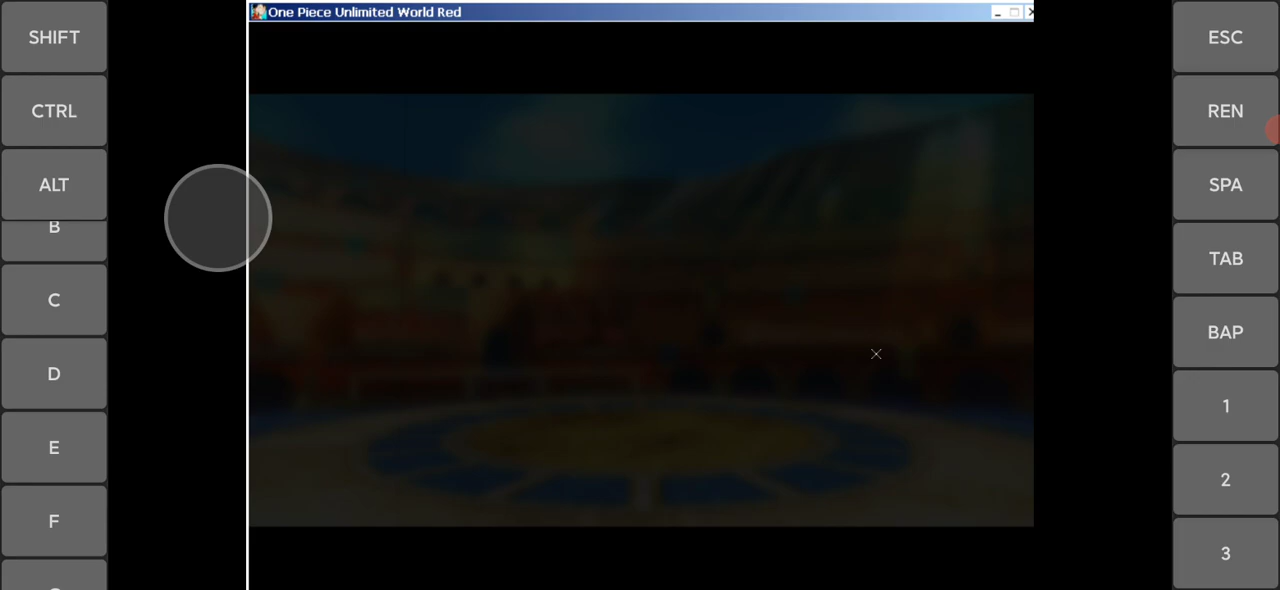 One Piece Unlimited World Red
SHIFT
CTRL
ALT
B
C
D
E
F
ESC
REN
SPA
TAB
BAP
1
2
3